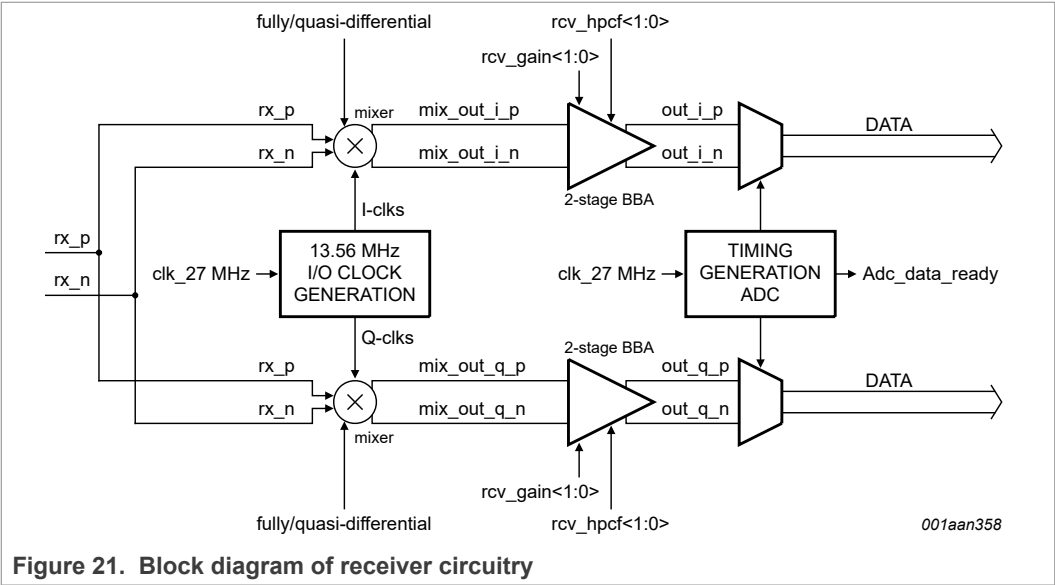 fully/quasi-differential
rcv_hpcf<1:0>
rcv_gain<1:0>
rx_p
mixer
mix_out_i_p
out_i_p
DATA
rx_n
mix_out_i_n
out_i_n
2-stage BBA
I-clks
rx_p
rx_n
clk_27 MHz
13.56 MHz
I/O CLOCK
GENERATION
clk_27 MHz
TIMING
GENERATION
ADC
Adc_data_ready
Q-clks
2-stage BBA
rx_p
mix_out_q_p
out_q_p
DATA
rx_n
mix_out_q_n
out_q_n
mixer
rcv_gain<1:0>
fully/quasi-differential
rcv_hpcf<1:0>
001aan358
Figure 21. Block diagram of receiver circuitry